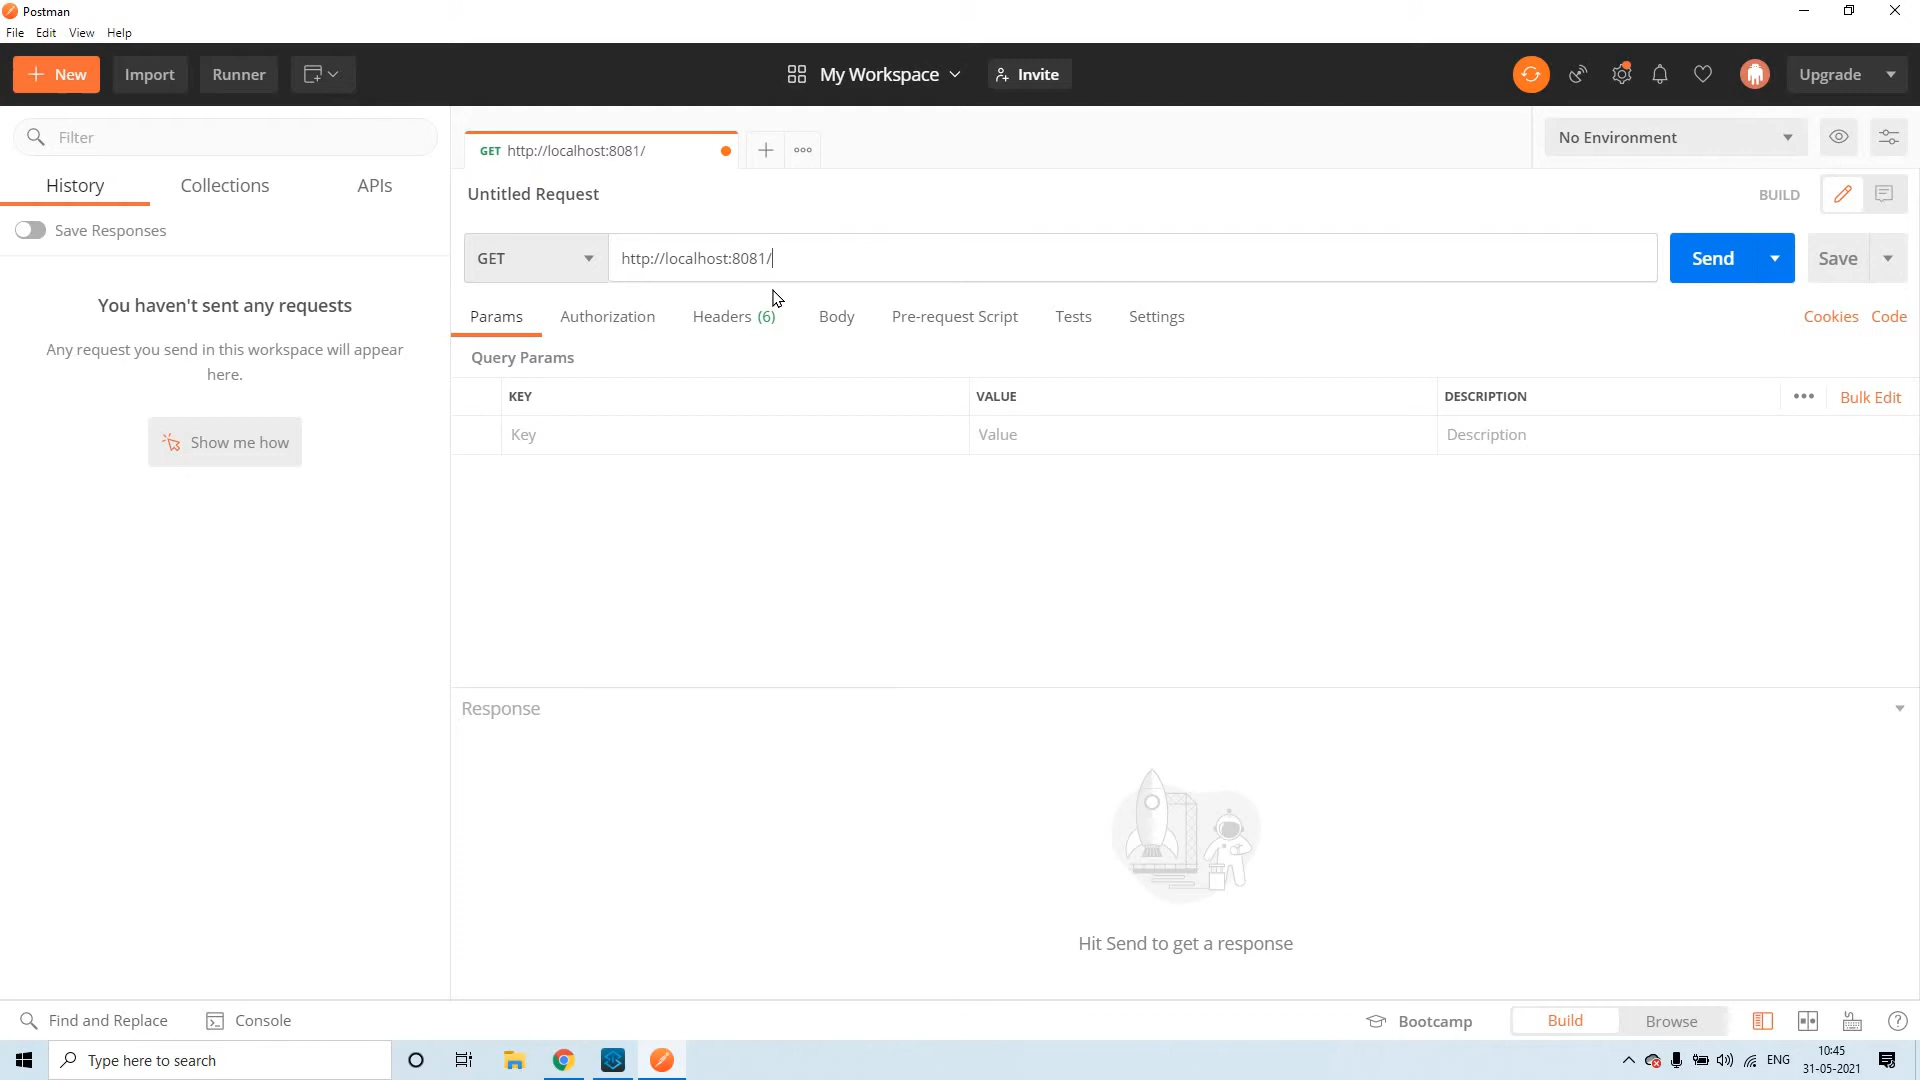 Postman
File Edit View Help
New Import Runner My Workspace Invite Upgrade
Filter
GET http://localhost:8081/
No Environment
History Collections APIs
Untitled Request
BUILD
Save Responses
GET http://localhost:8081/ Send Save
You haven't sent any requests
Any request you send in this workspace will appear
here.
Show me how
Params Authorization Headers (6) Body Pre-request Script Tests Settings Cookies Code
Query Params
KEY VALUE DESCRIPTION ••• Bulk Edit
Key Value Description
Response
Hit Send to get a response
Find and Replace Console Bootcamp Build Browse
Type here to search
ENG
10:45
31-05-2021